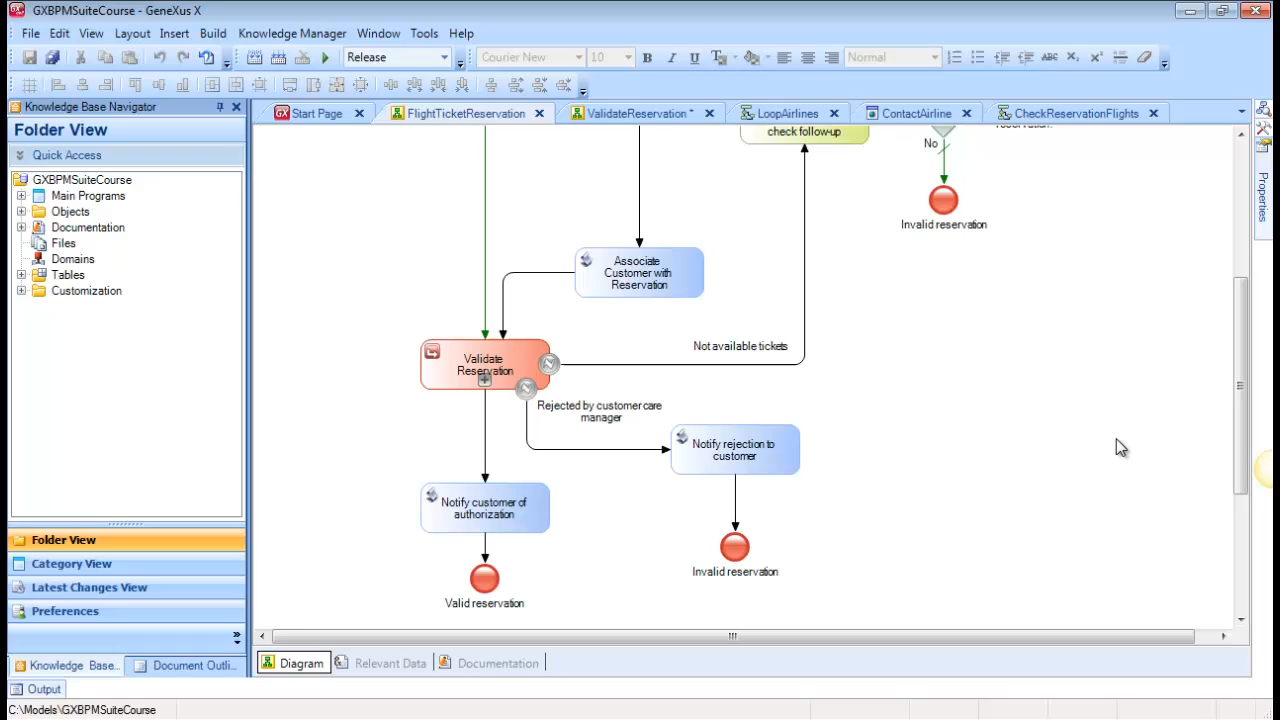 GXBPMSuiteCourse - GeneXus X
File Edit View Layout Insert Build Knowledge Manager Window Tools Help
Release Courier New 10 B I U Normal ABC
Knowledge Base Navigator
Start Page FlightTicketReservation ValidateReservation * LoopAirlines ContactAirline CheckReservationFlights
Folder View
Quick Access
GXBPMSuiteCourse
Main Programs
Objects
Documentation
Files
Domains
Tables
Customization
Folder View
Category View
Latest Changes View
Preferences
Knowledge Base... Document Outli...
Output
C:\Models\GXBPMSuiteCourse
check follow-up
No
Invalid reservation
Associate
Customer with
Reservation
Validate
Reservation
Not available tickets
Rejected by customer care
manager
Notify rejection to
customer
Notify customer of
authorization
Invalid reservation
Valid reservation
Diagram Relevant Data Documentation
Properties